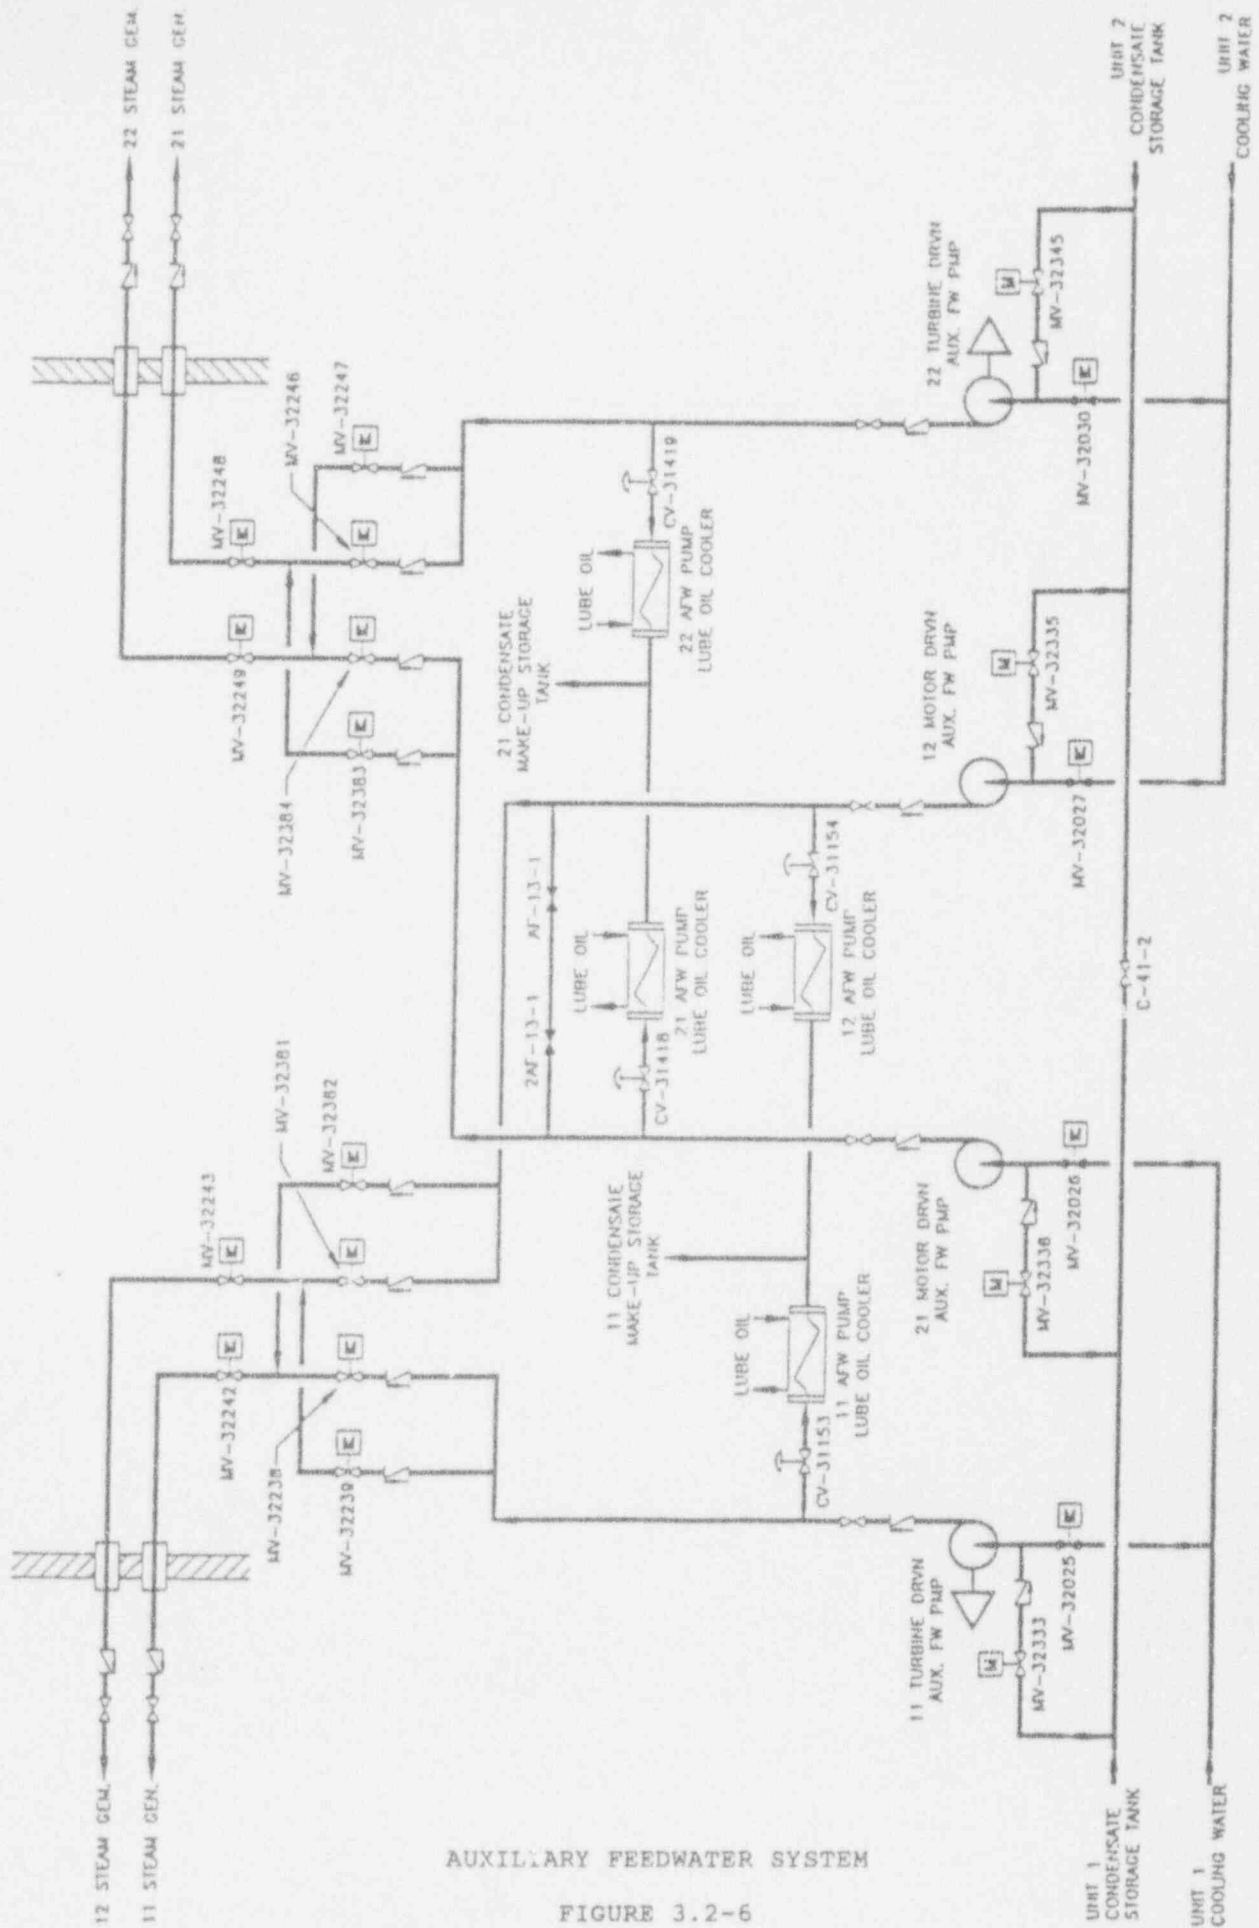 12 STEAM GEN.
11 STEAM GEN.
22 STEAM GEN.
21 STEAM GEN.
MV-32242
MV-32243
MV-32238
MV-32239
MV-32381
MV-32382
MV-32249
MV-32248
MV-32384
MV-32383
MV-32246
MV-32247
M
M
M
M
M
M
M
M
M
M
M
M
2AF-13-1
AF-13-1
11 CONDENSATE
MAKE-UP STORAGE
TANK
21 CONDENSATE
MAKE-UP STORAGE
TANK
LUBE OIL
CV-31418
21 AFW PUMP
LUBE OIL COOLER
LUBE OIL
CV-31419
22 AFW PUMP
LUBE OIL COOLER
LUBE OIL
CV-31153
11 AFW PUMP
LUBE OIL COOLER
LUBE OIL
CV-31154
12 AFW PUMP
LUBE OIL COOLER
11 TURBINE DRVN
AUX. FW PMP
21 MOTOR DRVN
AUX. FW PMP
12 MOTOR DRVN
AUX. FW PMP
22 TURBINE DRVN
AUX. FW PMP
M
MV-32333
M
MV-32025
M
MV-32338
M
MV-32026
M
MV-32335
M
MV-32027
M
MV-32345
M
MV-32030
C-41-2
UNIT 1
CONDENSATE
STORAGE TANK
UNIT 1
COOLING WATER
UNIT 2
CONDENSATE
STORAGE TANK
UNIT 2
COOLING WATER
AUXILIARY FEEDWATER SYSTEM
FIGURE 3.2-6